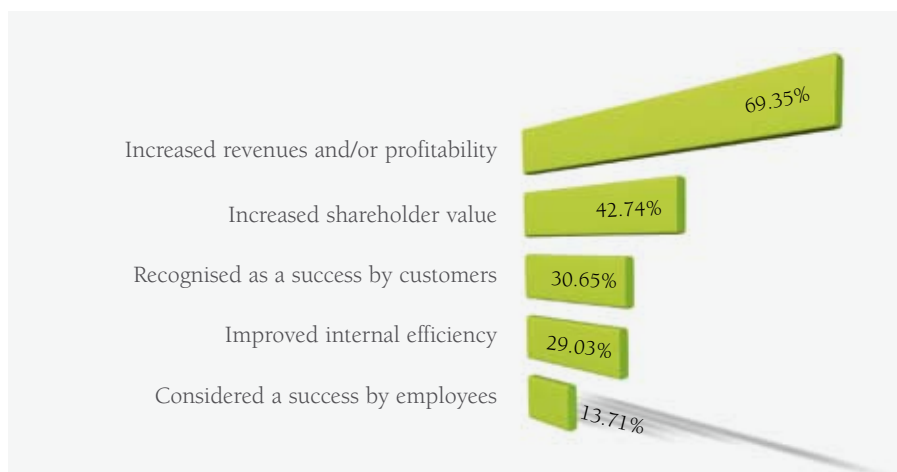 Increased revenues and/or profitability 69.35%
Increased shareholder value 42.74%
Recognised as a success by customers 30.65%
Improved internal efficiency 29.03%
Considered a success by employees 13.71%